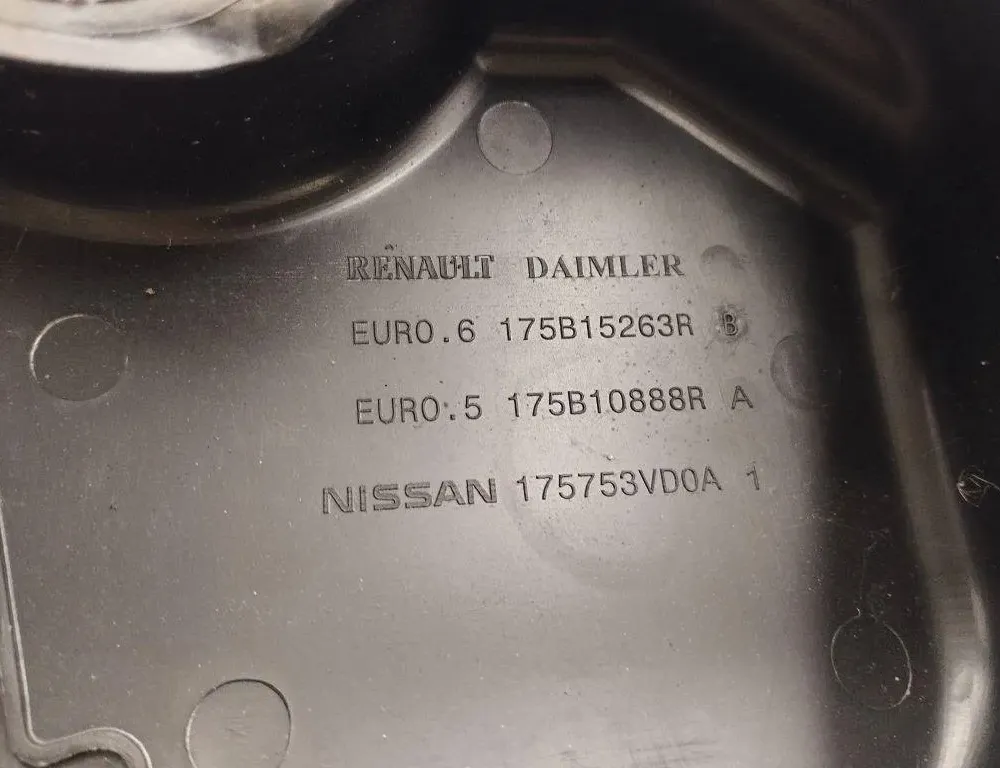 RENAULT DAIMLER
EURO.6 175B15263R B
EURO.5 175B10888R A
NISSAN 175753VD0A 1